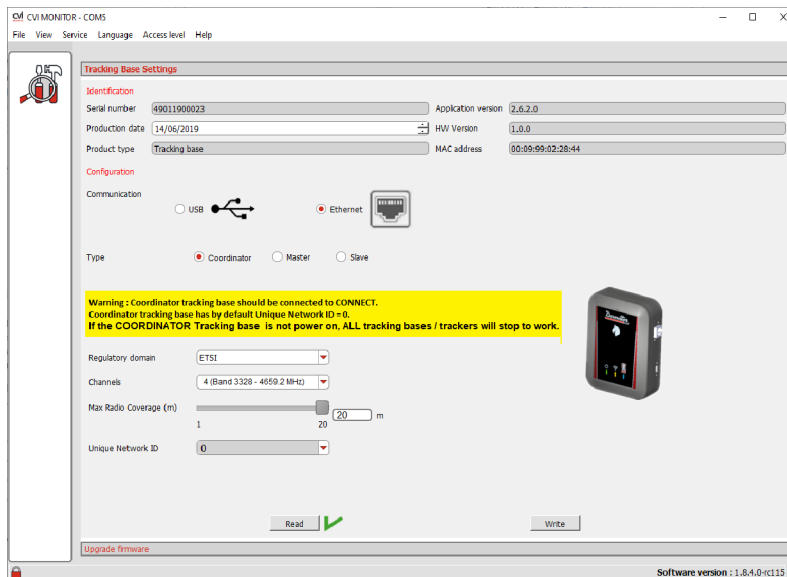 CVI CVI MONITOR - COM5
File View Service Language Access level Help
Tracking Base Settings
Identification
Serial number 49011900023 Application version 2.6.2.0
Production date 14/06/2019 HW Version 1.0.0
Product type Tracking base MAC address 00:09:99:02:28:44
Configuration
Communication
USB Ethernet
Type Coordinator Master Slave
Warning : Coordinator tracking base should be connected to CONNECT.
Coordinator tracking base has by default Unique Network ID = 0.
If the COORDINATOR Tracking base is not power on, ALL tracking bases / trackers will stop to work.
Regulatory domain ETSI
Channels 4 (Band 3328 - 4659.2 MHz)
Max Radio Coverage (m) 20 m
1 20
Unique Network ID 0
Read Write
Upgrade firmware
Software version : 1.8.4.0-rc115